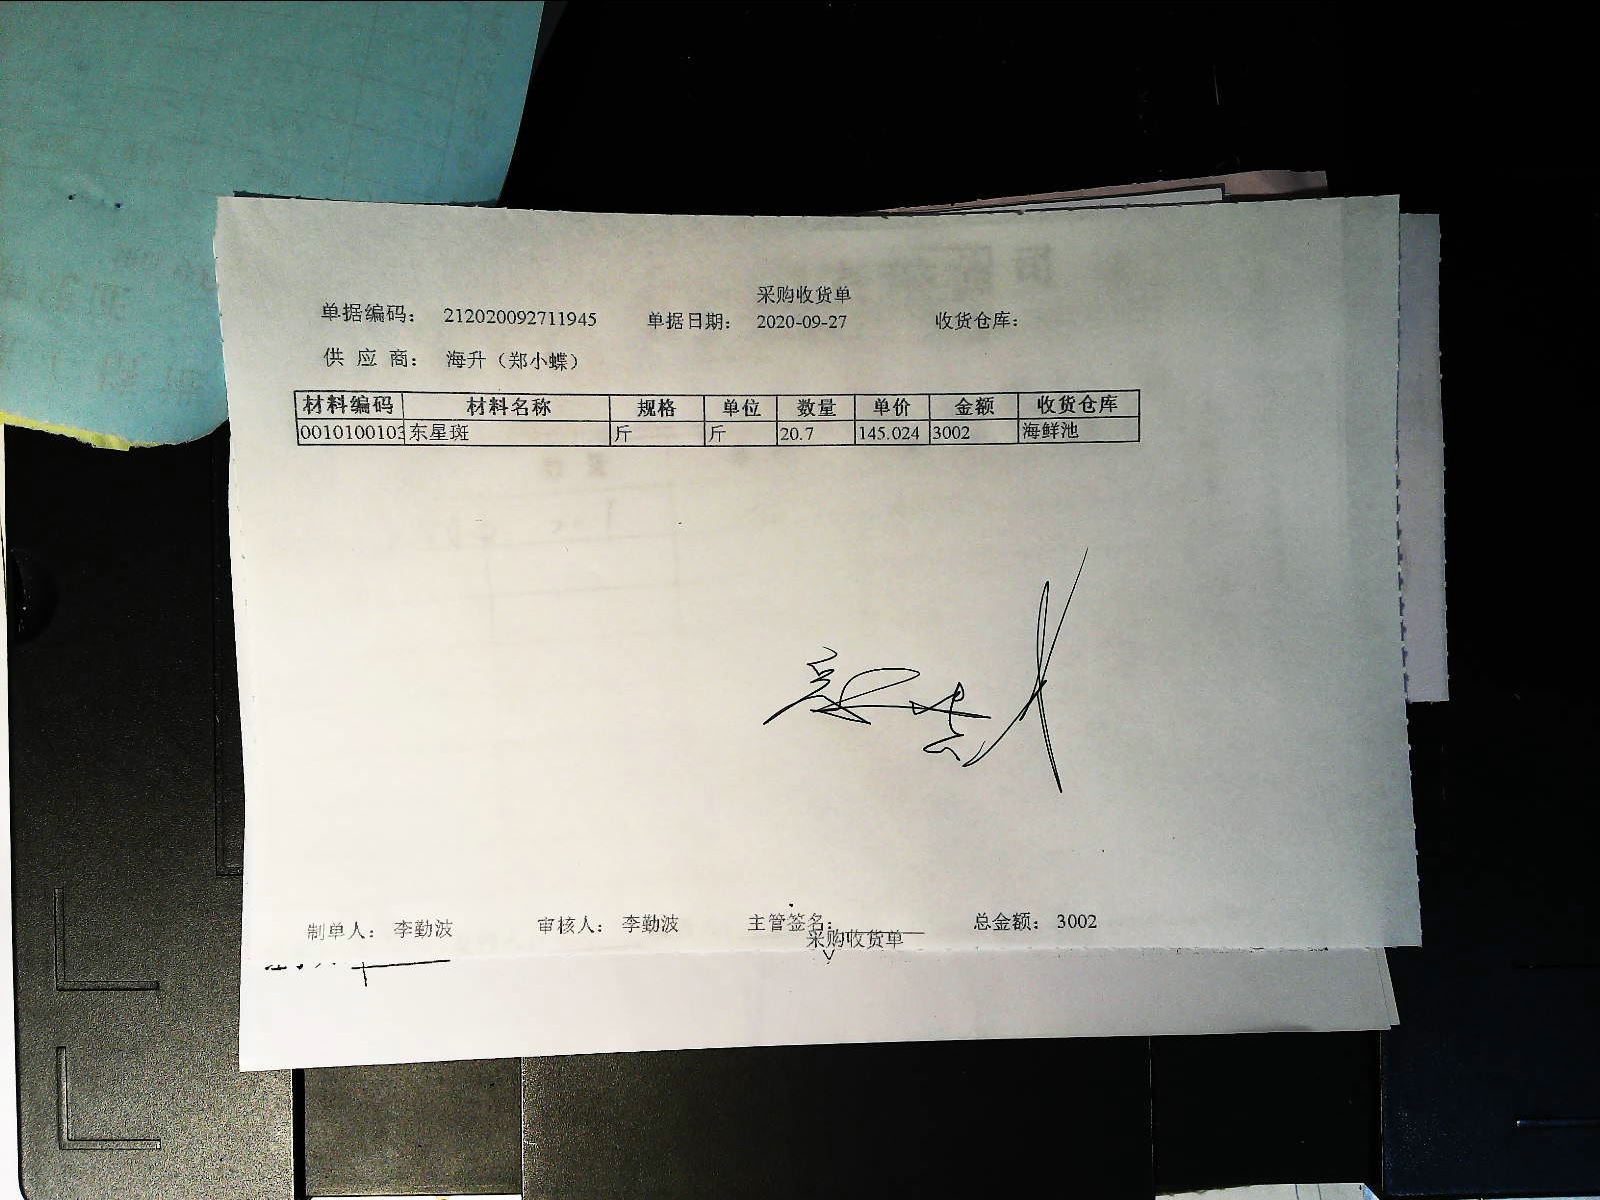 采购收货单
单据编码： 212020092711945 单据日期： 2020-09-27 收货仓库：
供 应 商： 海升（郑小蝶）
材料编码 材料名称 规格 单位 数量 单价 金额 收货仓库
0010100103 东星斑 斤 斤 20.7 145.024 3002 海鲜池
制单人： 李勤波 审核人： 李勤波 主管签名： 总金额： 3002
采购收货单